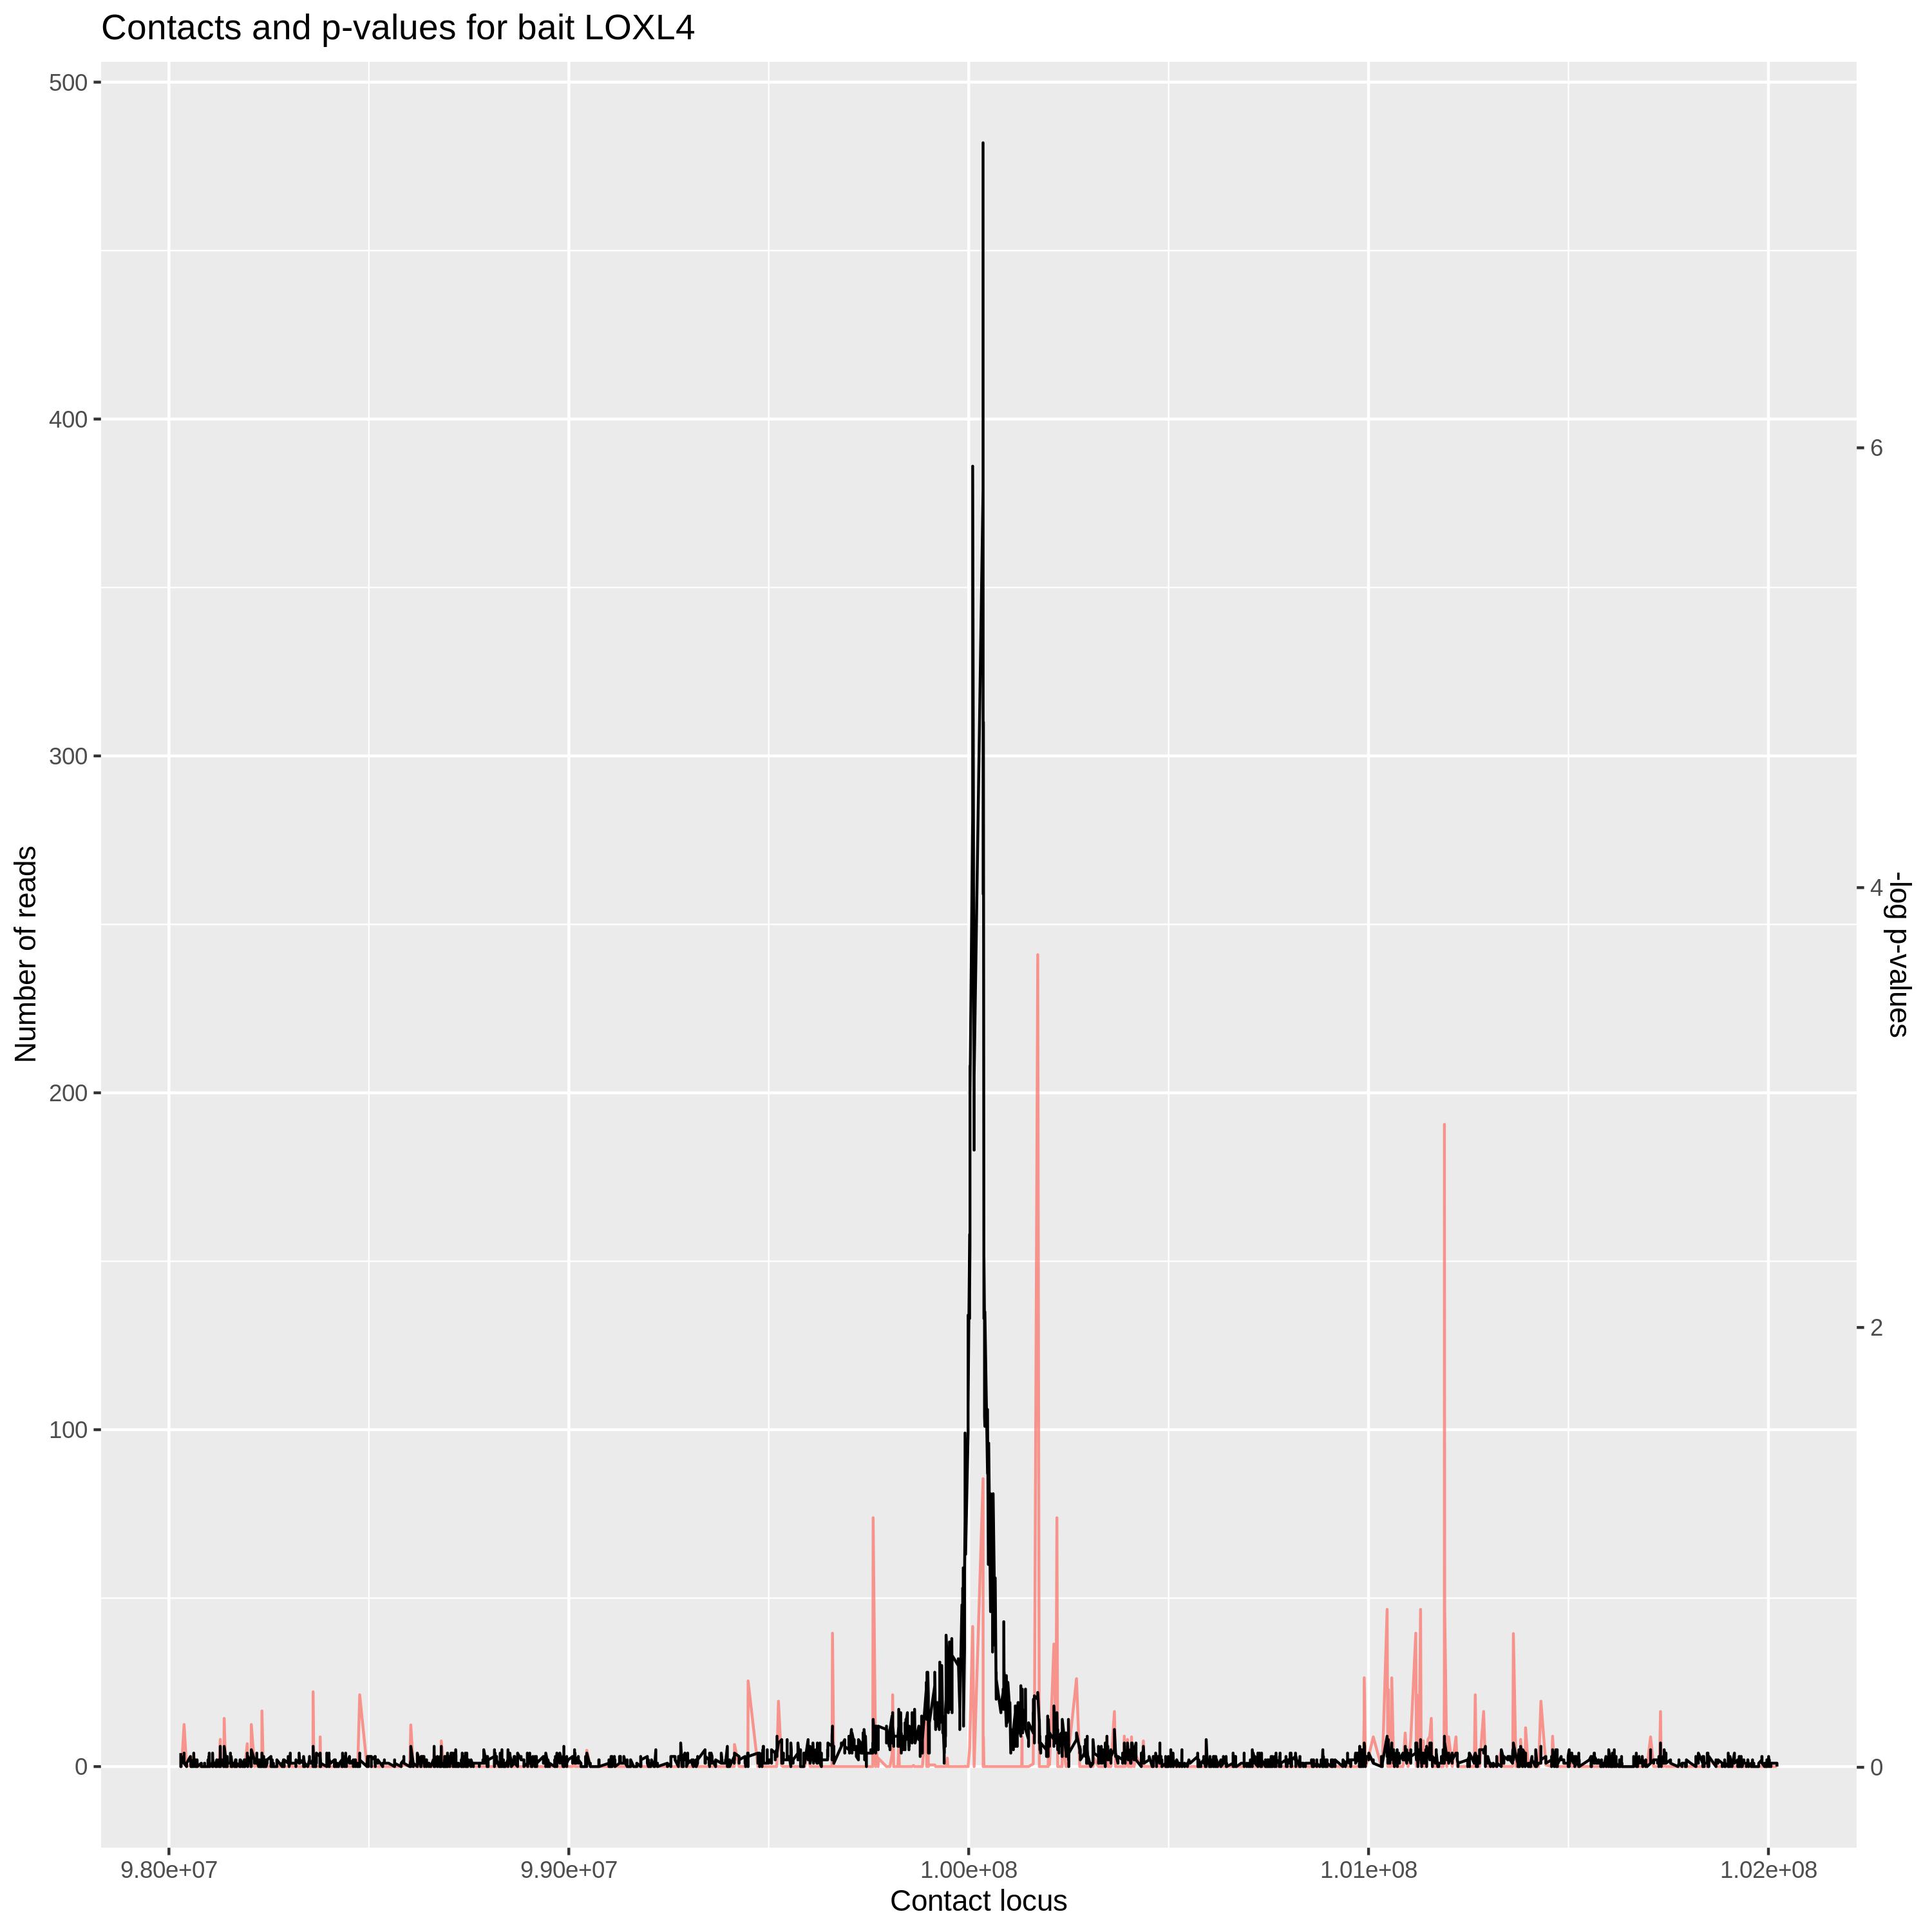 Contacts and p-values for bait LOXL4
500
400
300
200
100
0
Number of reads
6
4
2
0
-log p-values
9.80e+07
9.90e+07
1.00e+08
1.01e+08
1.02e+08
Contact locus